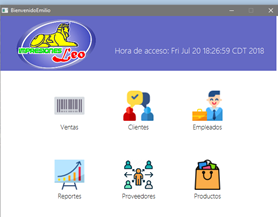 BienvenidoEmilio
IMPRESIONES
Leo
Hora de acceso: Fri Jul 20 18:26:59 CDT 2018
Ventas
Clientes
Empleados
Reportes
Proveedores
Productos